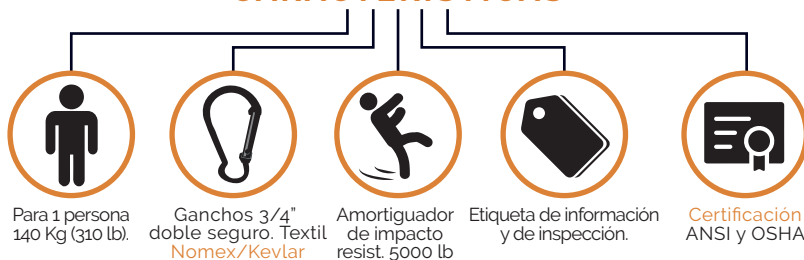 Para 1 persona
140 Kg (310 lb).
Ganchos 3/4”
doble seguro. Textil
Nomex/Kevlar
Amortiguador
de impacto
resist. 5000 lb
Etiqueta de información
y de inspección.
Certificación
ANSI y OSHA